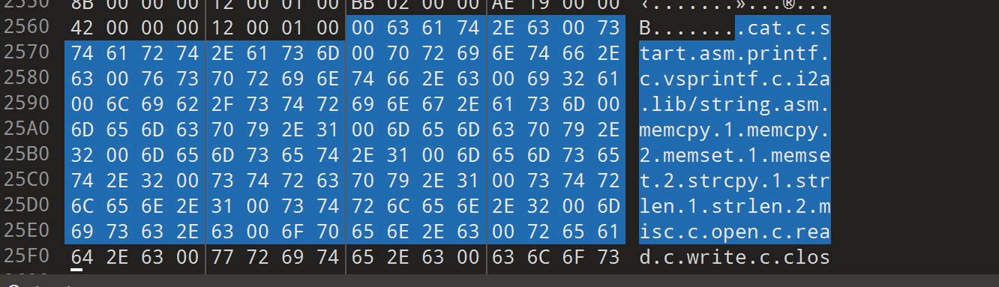 2550 8B 00 00 00 12 00 01 00 BB 02 00 00 AE 19 00 00 ‹.......»...®...
2560 42 00 00 00 12 00 01 00 00 63 61 74 2E 63 00 73 B........cat.c.s
2570 74 61 72 74 2E 61 73 6D 00 70 72 69 6E 74 66 2E tart.asm.printf.
2580 63 00 76 73 70 72 69 6E 74 66 2E 63 00 69 32 61 c.vsprintf.c.i2a
2590 00 6C 69 62 2F 73 74 72 69 6E 67 2E 61 73 6D 00 .lib/string.asm.
25A0 6D 65 6D 63 70 79 2E 31 00 6D 65 6D 63 70 79 2E memcpy.1.memcpy.
25B0 32 00 6D 65 6D 73 65 74 2E 31 00 6D 65 6D 73 65 2.memset.1.memse
25C0 74 2E 32 00 73 74 72 63 70 79 2E 31 00 73 74 72 t.2.strcpy.1.str
25D0 6C 65 6E 2E 31 00 73 74 72 6C 65 6E 2E 32 00 6D len.1.strlen.2.m
25E0 69 73 63 2E 63 00 6F 70 65 6E 2E 63 00 72 65 61 isc.c.open.c.rea
25F0 64 2E 63 00 77 72 69 74 65 2E 63 00 63 6C 6F 73 d.c.write.c.clos